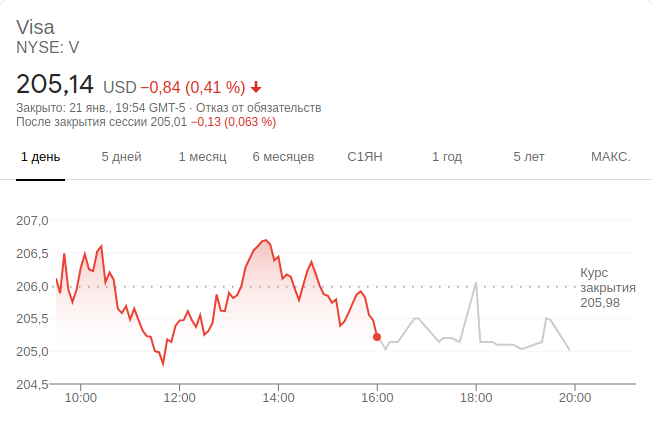 Visa
NYSE: V
205,14 USD −0,84 (0,41 %)
Закрыто: 21 янв., 19:54 GMT-5 · Отказ от обязательств
После закрытия сессии 205,01 −0,13 (0,063 %)
1 день 5 дней 1 месяц 6 месяцев С1ЯН 1 год 5 лет МАКС.
207,0
206,5
206,0
205,5
205,0
204,5
Курс
закрытия
205,98
10:00 12:00 14:00 16:00 18:00 20:00